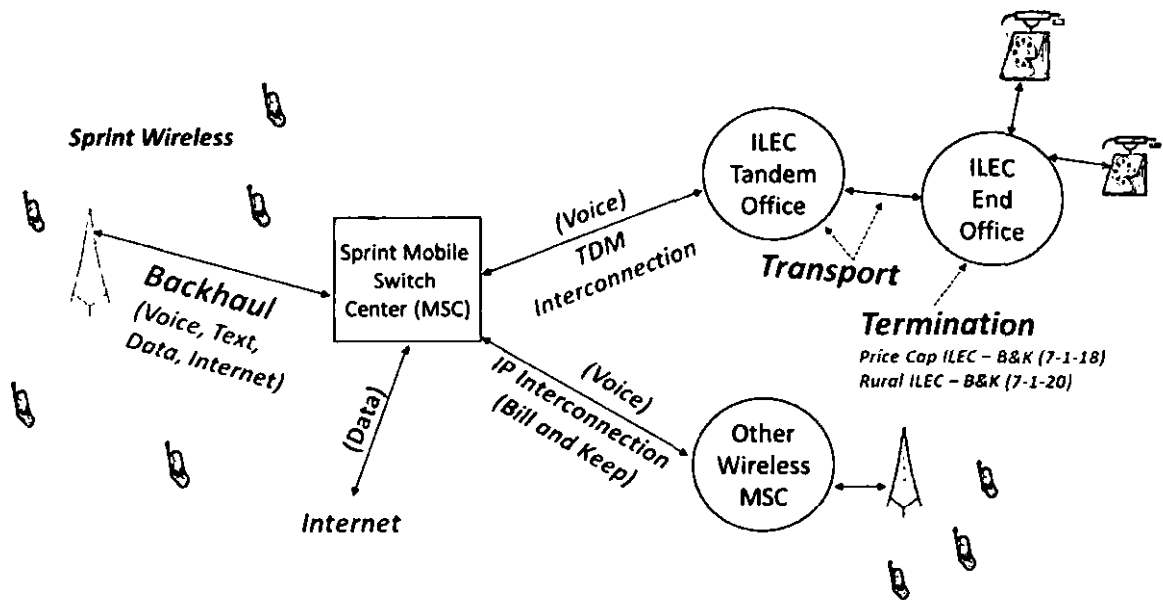 Sprint Wireless
Backhaul
(Voice, Text,
Data, Internet)
Sprint Mobile
Switch
Center (MSC)
(Data)
Internet
(Voice)
TDM
Interconnection
ILEC
Tandem
Office
Transport
ILEC
End
Office
Termination
Price Cap ILEC – B&K (7-1-18)
Rural ILEC – B&K (7-1-20)
(Voice)
IP Interconnection
(Bill and Keep)
Other
Wireless
MSC